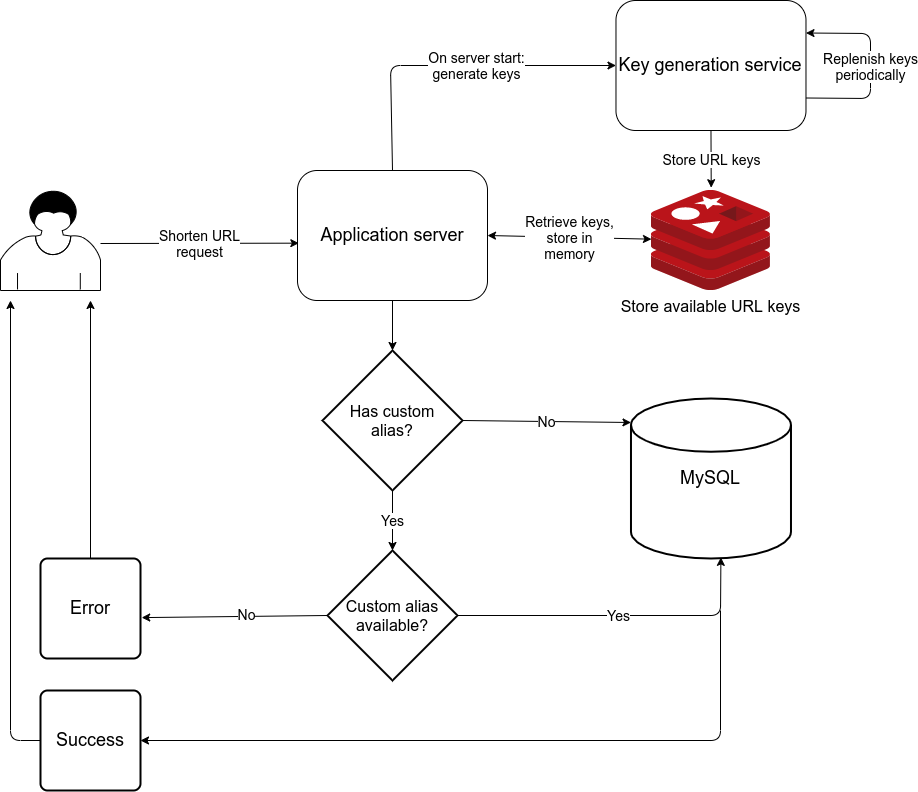 On server start:
generate keys
Key generation service
Replenish keys
periodically
Store URL keys
Shorten URL
request
Application server
Retrieve keys,
store in
memory
Store available URL keys
Has custom
alias?
No
MySQL
Yes
Custom alias
available?
No
Yes
Error
Success